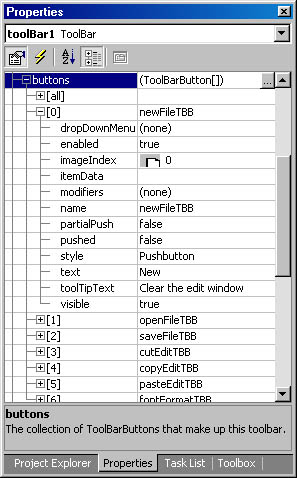 Properties
toolBar1 ToolBar
buttons (ToolBarButton[]) ...
[all]
[0] newFileTBB
dropDownMenu (none)
enabled true
imageIndex 0
itemData
modifiers (none)
name newFileTBB
partialPush false
pushed false
style Pushbutton
text New
toolTipText Clear the edit window
visible true
[1] openFileTBB
[2] saveFileTBB
[3] cutEditTBB
[4] copyEditTBB
[5] pasteEditTBB
[6] fontFormatTBB
buttons
The collection of ToolBarButtons that make up this toolbar.
Project Explorer Properties Task List Toolbox